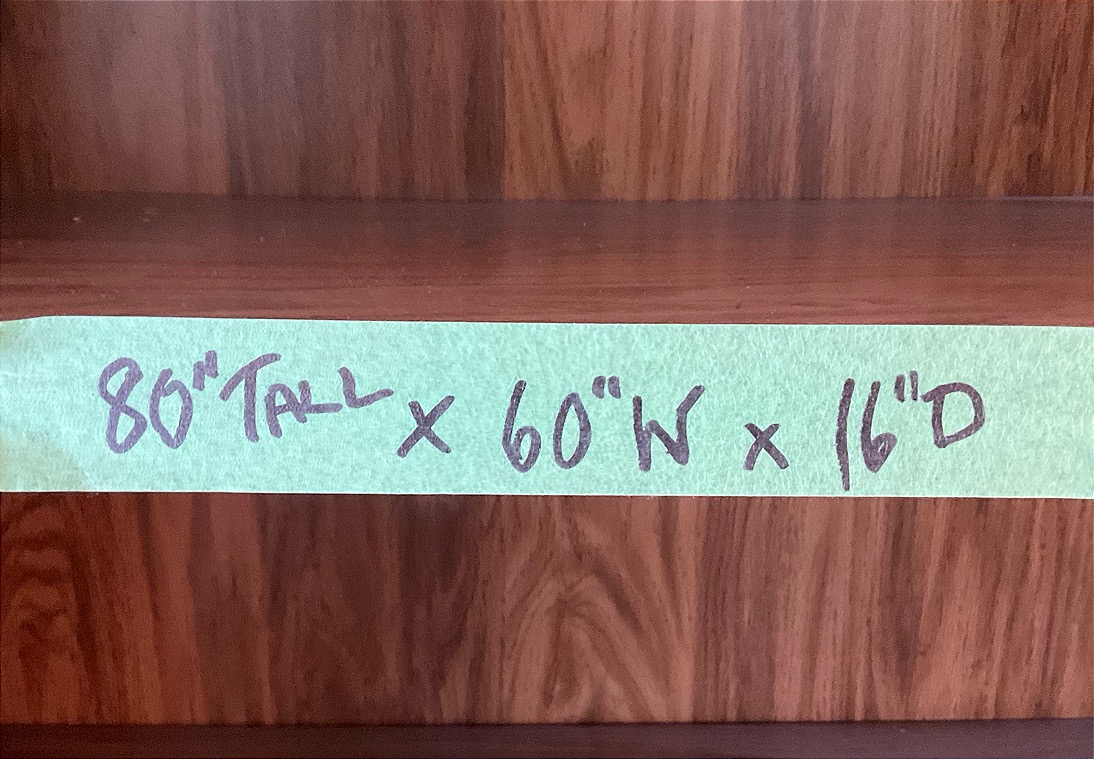 80" TALL x 60" W x 16" D